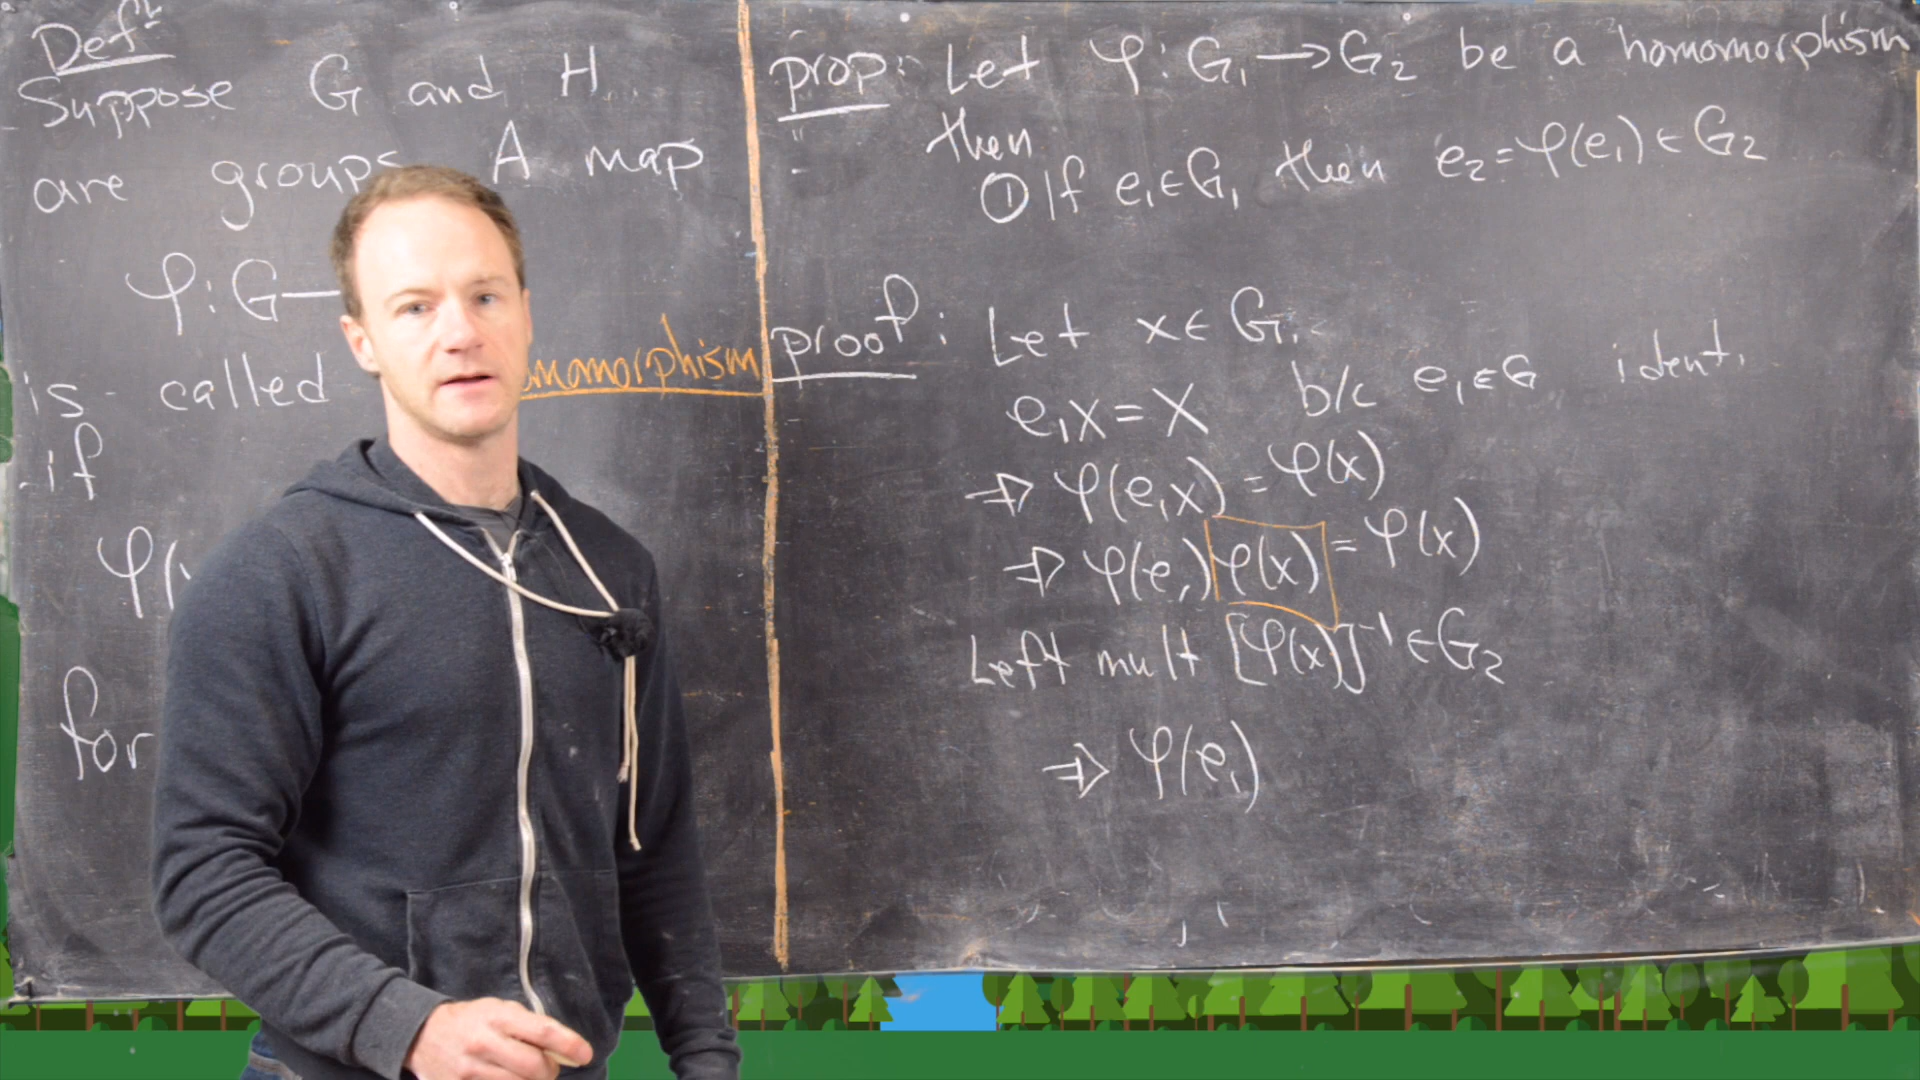 Def:
Suppose G and H
are groups A map
φ: G—
is called omomorphism
if
φ(
for
prop: Let φ: G₁ → G₂ be a homomorphism
then
① If e₁ ∈ G₁ then e₂ = φ(e₁) ∈ G₂
proof: Let x ∈ G₁.
e₁x = x b/c e₁ ∈ G ident.
⇒ φ(e₁x) = φ(x)
⇒ φ(e₁)φ(x) = φ(x)
Left mult [φ(x)]⁻¹ ∈ G₂
⇒ φ(e₁)